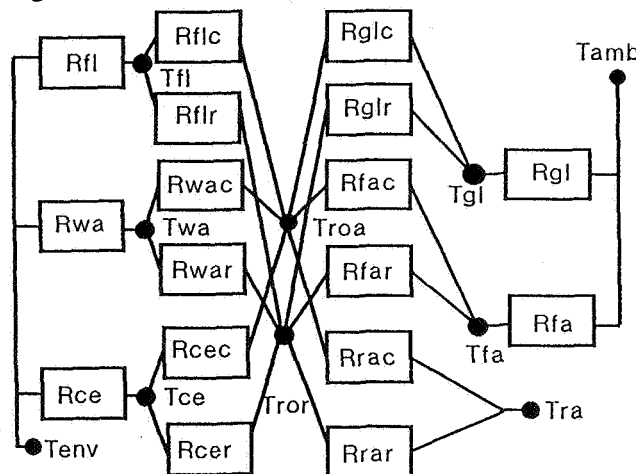 Rflc
Rglc
Tamb
Rfl
Tfl
Rflr
Rglr
Rwac
Rfac
Tgl
Rgl
Rwa
Twa
Troa
Rwar
Rfar
Rcec
Rrac
Tfa
Rfa
Rce
Tce
Tror
Tra
Tenv
Rcer
Rrar